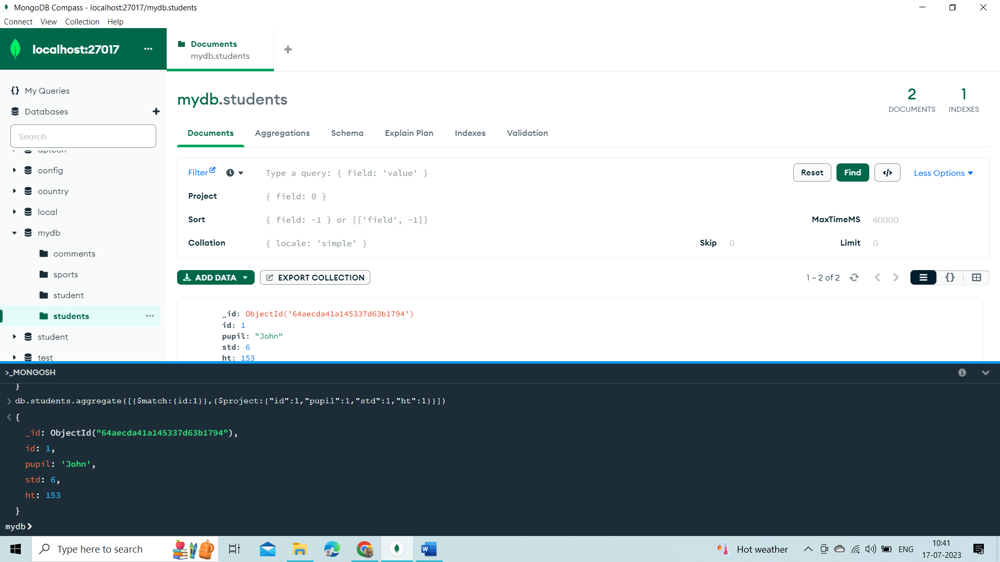 MongoDB Compass - localhost:27017/mydb.students
Connect View Collection Help
localhost:27017 ...
Documents
mydb.students
{} My Queries
Databases
Search
config
country
local
mydb
comments
sports
student
students
student
test
mydb.students
2
DOCUMENTS
1
INDEXES
Documents Aggregations Schema Explain Plan Indexes Validation
Filter Type a query: { field: 'value' } Reset Find </> Less Options
Project { field: 0 }
Sort { field: -1 } or [['field', -1]] MaxTimeMS 60000
Collation { locale: 'simple' } Skip 0 Limit 0
ADD DATA EXPORT COLLECTION 1 – 2 of 2 {}
_id: ObjectId('64aecda41a145337d63b1794')
id: 1
pupil: "John"
std: 6
ht: 153
>_MONGOSH
}
> db.students.aggregate([{$match:{id:1}},{$project:{"id":1,"pupil":1,"std":1,"ht":1}}])
< {
_id: ObjectId("64aecda41a145337d63b1794"),
id: 1,
pupil: 'John',
std: 6,
ht: 153
}
mydb>
Type here to search
Hot weather ENG
10:41
17-07-2023